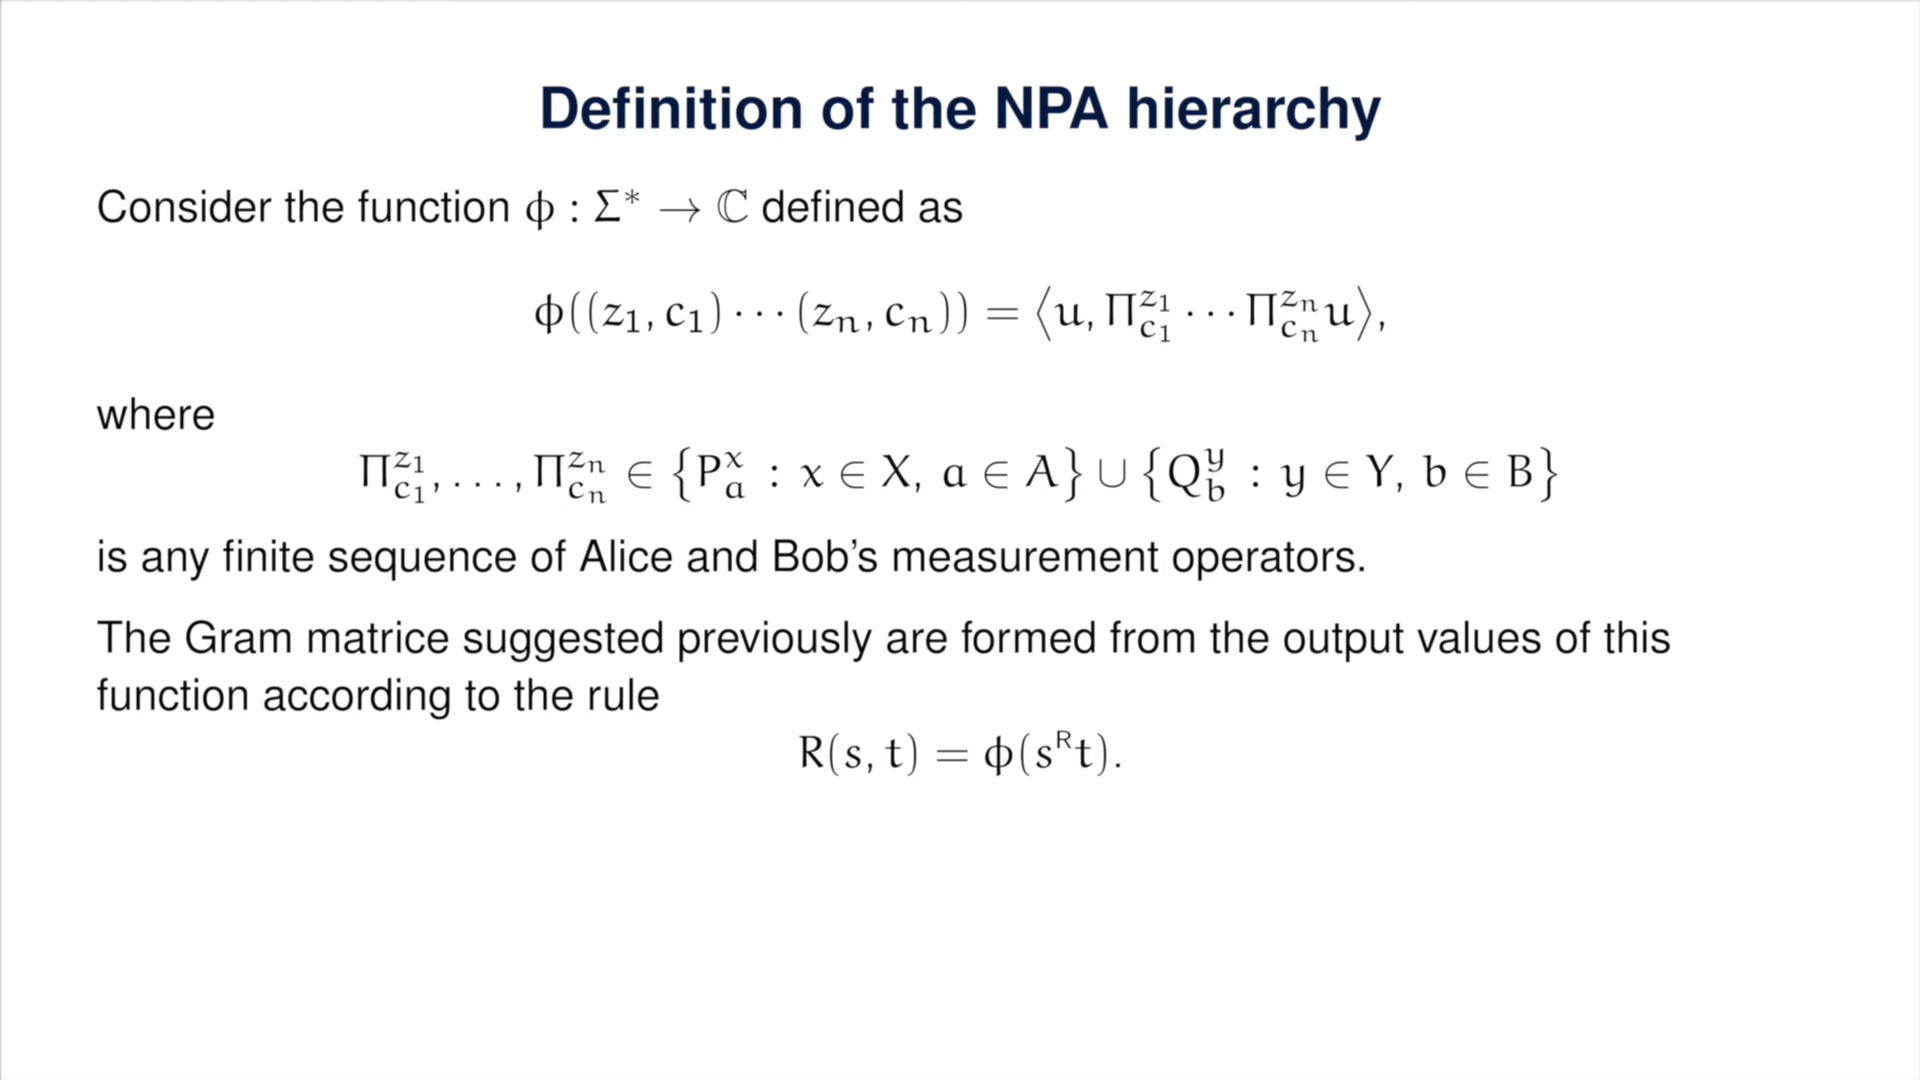 Definition of the NPA hierarchy
Consider the function ϕ : Σ* → ℂ defined as
ϕ((z₁, c₁) ⋯ (zₙ, cₙ)) = ⟨u, Π^{z₁}_{c₁} ⋯ Π^{zₙ}_{cₙ} u⟩,
where
Π^{z₁}_{c₁}, . . . , Π^{zₙ}_{cₙ} ∈ {P^x_a : x ∈ X, a ∈ A} ∪ {Q^y_b : y ∈ Y, b ∈ B}
is any finite sequence of Alice and Bob’s measurement operators.
The Gram matrice suggested previously are formed from the output values of this
function according to the rule
R(s, t) = ϕ(s^R t).